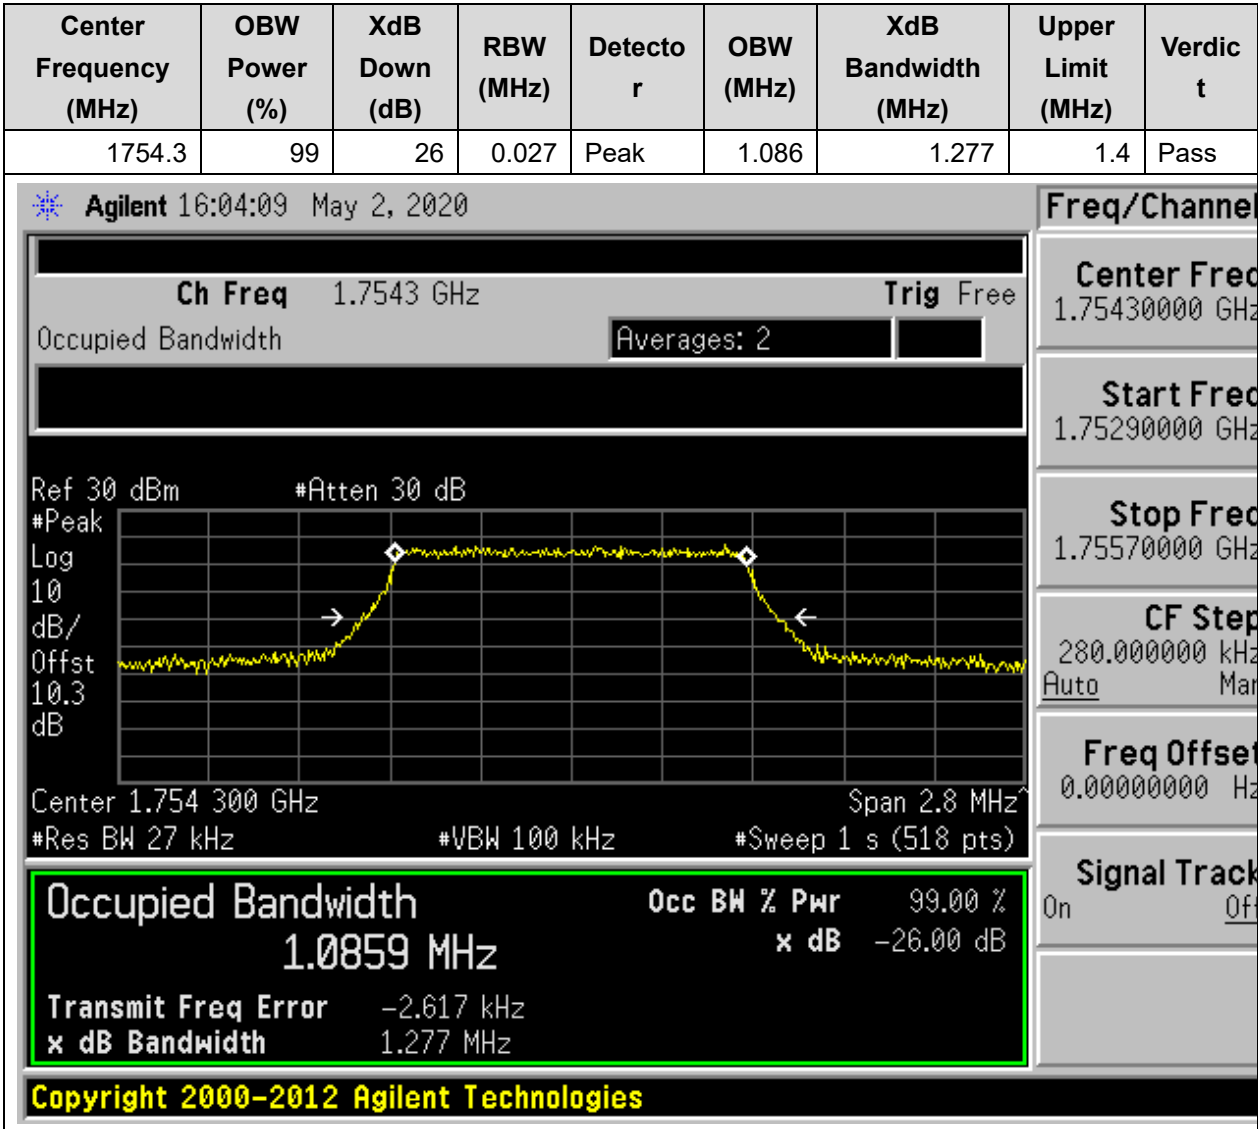 Center Frequency (MHz) OBW Power (%) XdB Down (dB) RBW (MHz) Detecto r OBW (MHz) XdB Bandwidth (MHz) Upper Limit (MHz) Verdic t
1754.3 99 26 0.027 Peak 1.086 1.277 1.4 Pass
Agilent 16:04:09 May 2, 2020
Ch Freq 1.7543 GHz Trig Free
Occupied Bandwidth Averages: 2
Ref 30 dBm #Atten 30 dB
#Peak
Log
10
dB/
Offst
10.3
dB
Center 1.754 300 GHz Span 2.8 MHz^
#Res BW 27 kHz #VBW 100 kHz #Sweep 1 s (518 pts)
Occupied Bandwidth Occ BW % Pwr 99.00 %
1.0859 MHz x dB -26.00 dB
Transmit Freq Error -2.617 kHz
x dB Bandwidth 1.277 MHz
Copyright 2000-2012 Agilent Technologies
Freq/Channel
Center Freq
1.75430000 GHz
Start Freq
1.75290000 GHz
Stop Freq
1.75570000 GHz
CF Step
280.000000 kHz
Auto Man
Freq Offset
0.00000000 Hz
Signal Track
On Off